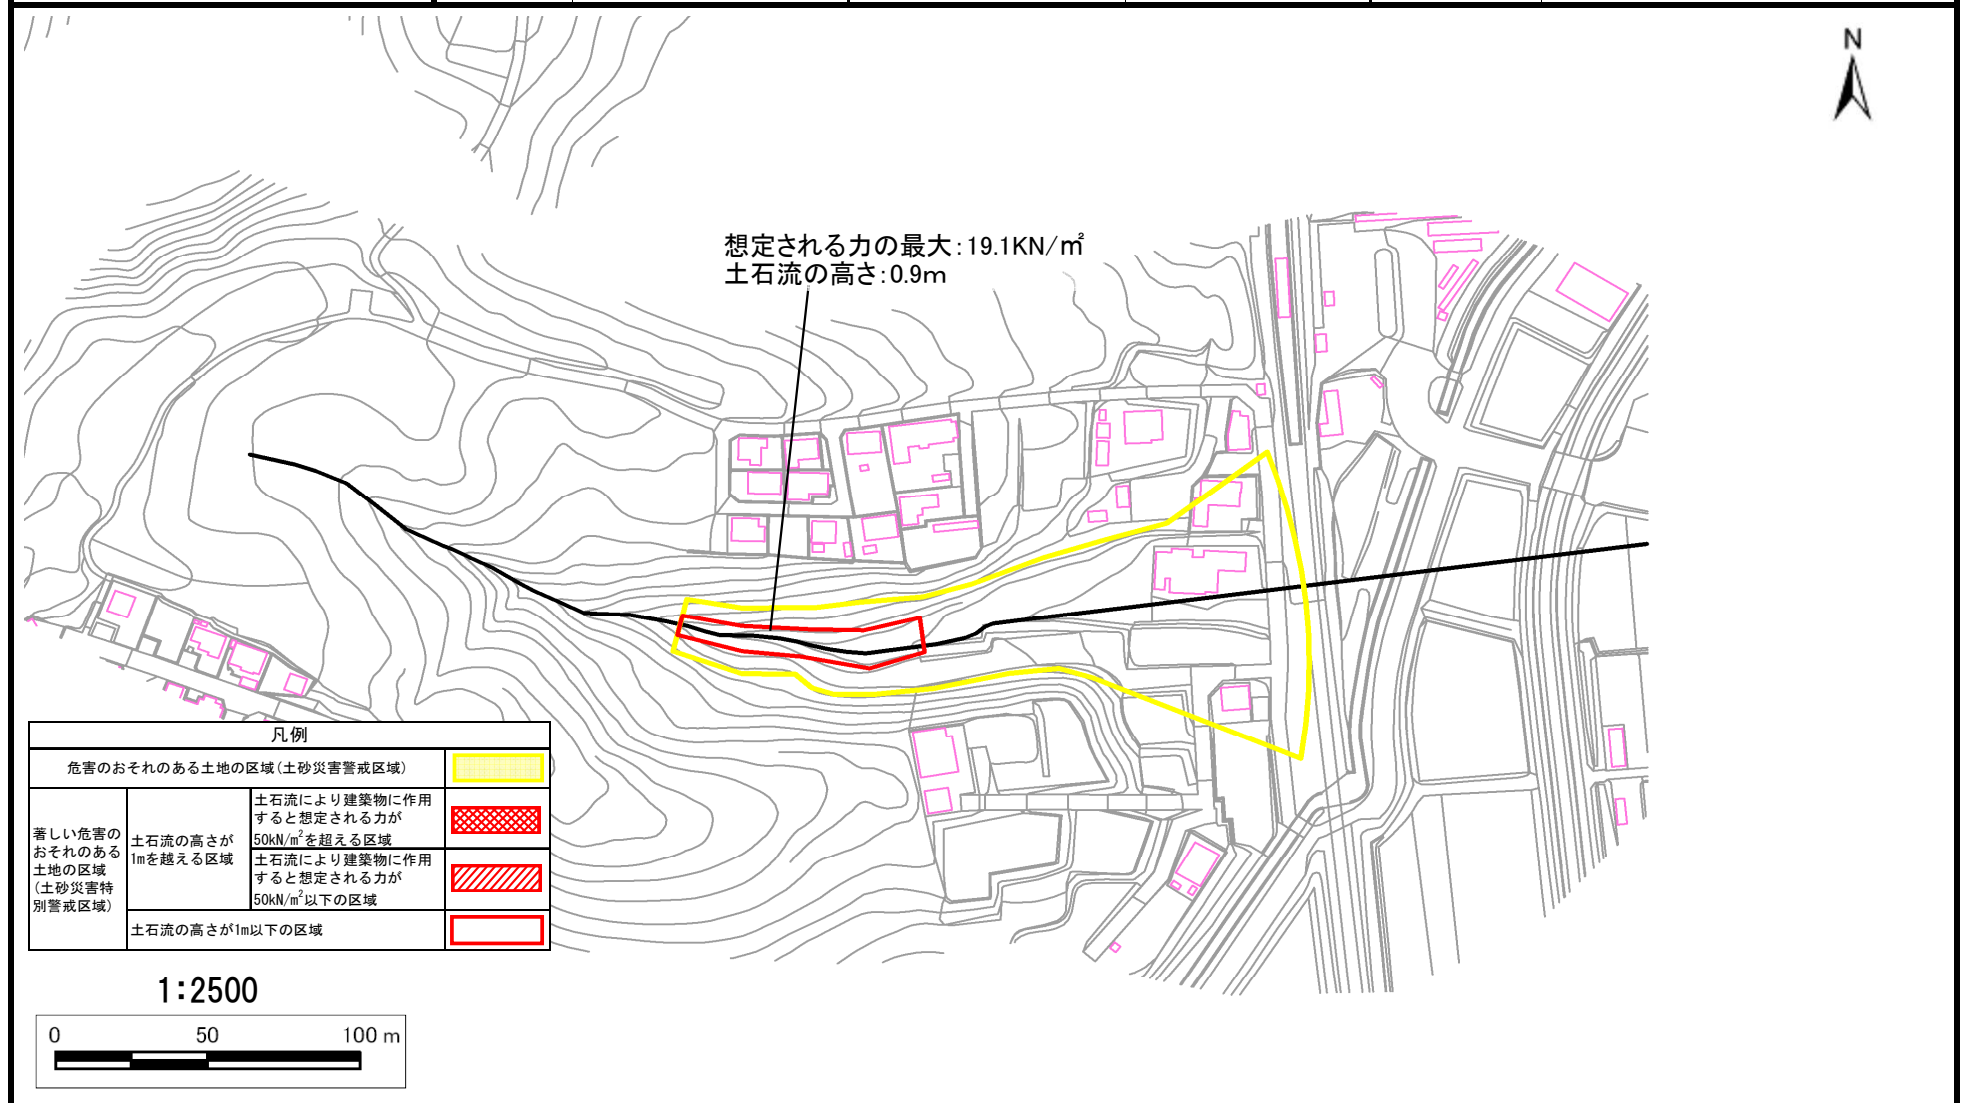 N
想定される力の最大:19.1KN/㎡
土石流の高さ:0.9m
凡例
危害のおそれのある土地の区域(土砂災害警戒区域)
著しい危害の
おそれのある
土地の区域
(土砂災害特
別警戒区域)
土石流の高さが
1mを越える区域
土石流により建築物に作用
すると想定される力が
50kN/m²を超える区域
土石流により建築物に作用
すると想定される力が
50kN/m²以下の区域
土石流の高さが1m以下の区域
1:2500
0 50 100 m